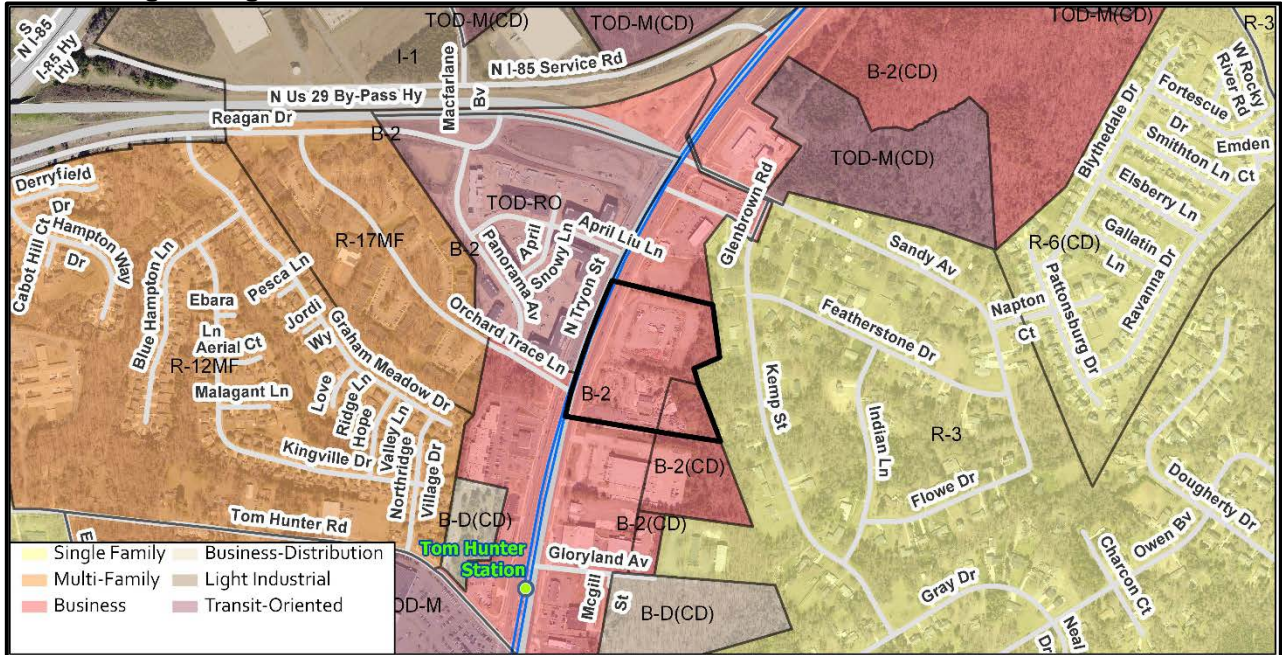 TOD-M(CD)
TOD-M(CD)
TOD-M(CD)
R-3
S
N I-85
I-85 Hy
Hy
I-1
N I-85 Service Rd
Macfarlane
Bv
B-2(CD)
W Rocky
River Rd
Fortescue
Dr
N Us 29 By-Pass Hy
Reagan Dr
B-2
TOD-M(CD)
Blythedale Dr
Smithton Ln
Emden
Ct
Elsberry Ln
Derryfield
Dr
Glenbrown Rd
TOD-RO
April
Snowy Ln
April Liu Ln
Sandy Av
R-6(CD)
Gallatin
Ln
Cabot Hill Ct
Hampton Way
Dr
R-17MF
B-2
Panorama Av
N Tryon St
Blue Hampton Ln
Pesca Ln
Ebara
Ln
Jordi
Wy
Orchard Trace Ln
Featherstone Dr
Napton
Ct
Pattonsburg Dr
Ravanna Dr
Aerial Ct
R-12MF
Graham Meadow Dr
Malagant Ln
Love
Ridge Ln
Hope
Valley Ln
B-2
Kemp St
Indian Ln
R-3
Kingville Dr
Northridge
Village Dr
B-2(CD)
Flowe Dr
Dougherty Dr
Tom Hunter Rd
B-D(CD)
B-2(CD)
Owen Bv
E
Tom Hunter
Station
Gloryland Av
Charcon Ct
Mcgill
St
B-D(CD)
Gray Dr
Neal
Dr
TOD-M
Single Family
Business-Distribution
Multi-Family
Light Industrial
Business
Transit-Oriented